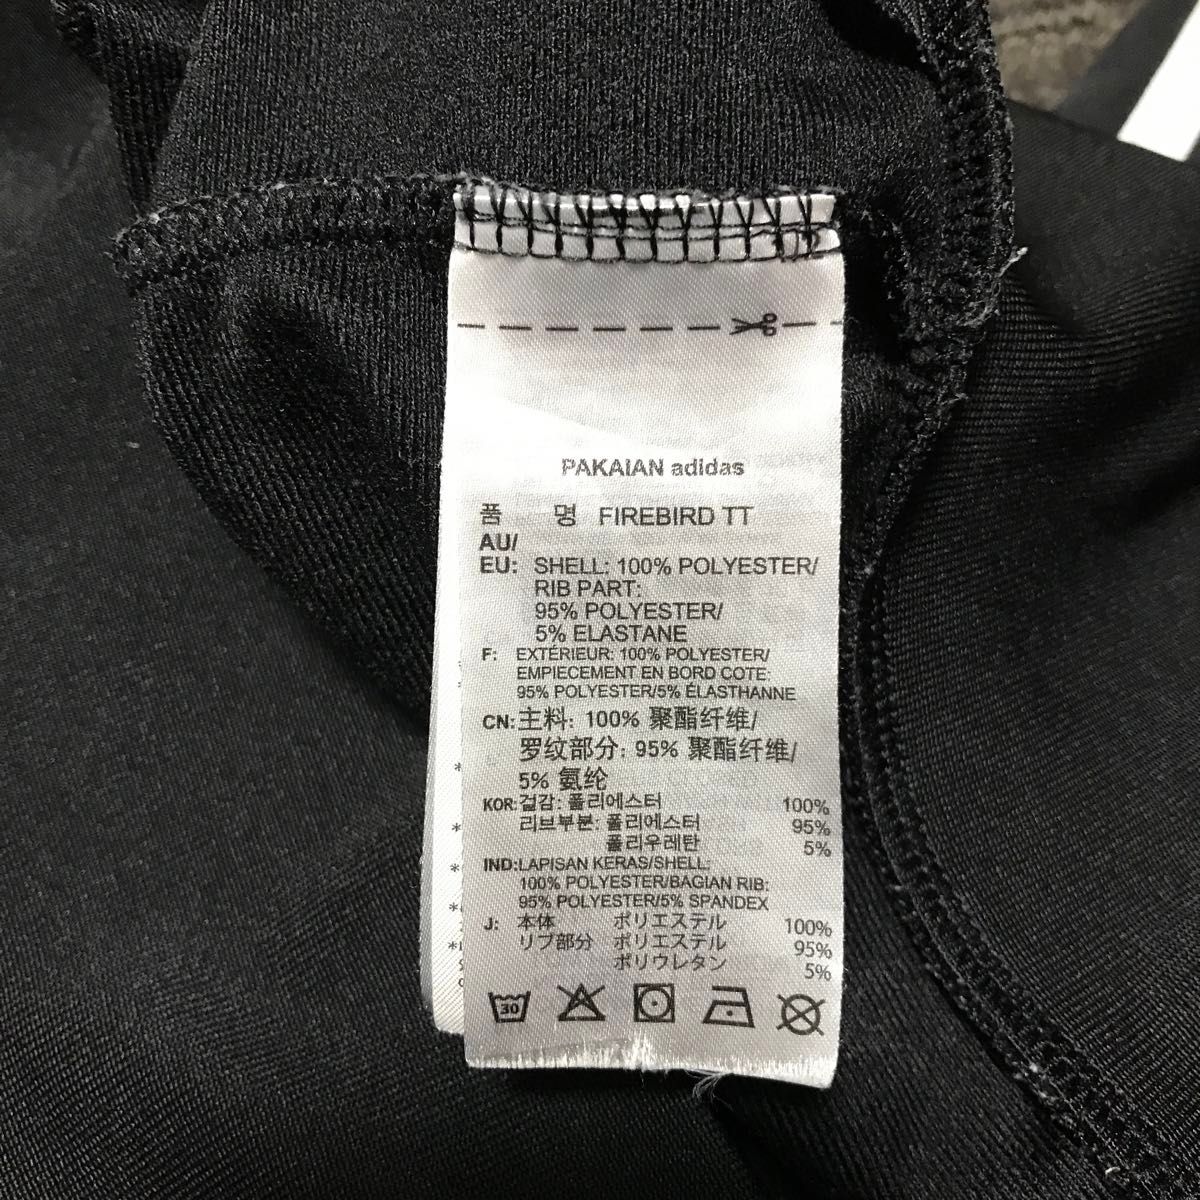 PAKAIAN adidas
품 명 FIREBIRD TT
AU/
EU: SHELL: 100% POLYESTER/
RIB PART:
95% POLYESTER/
5% ELASTANE
F: EXTÉRIEUR: 100% POLYESTER/
EMPIECEMENT EN BORD COTE:
95% POLYESTER/5% ÉLASTHANNE
CN: 主料: 100% 聚酯纤维/
罗纹部分: 95% 聚酯纤维/
5% 氨纶
KOR: 겉감: 폴리에스터 100%
리브부분: 폴리에스터 95%
폴리우레탄 5%
IND: LAPISAN KERAS/SHELL:
100% POLYESTER/BAGIAN RIB:
95% POLYESTER/5% SPANDEX
J: 本体 ポリエステル 100%
リブ部分 ポリエステル 95%
ポリウレタン 5%
30